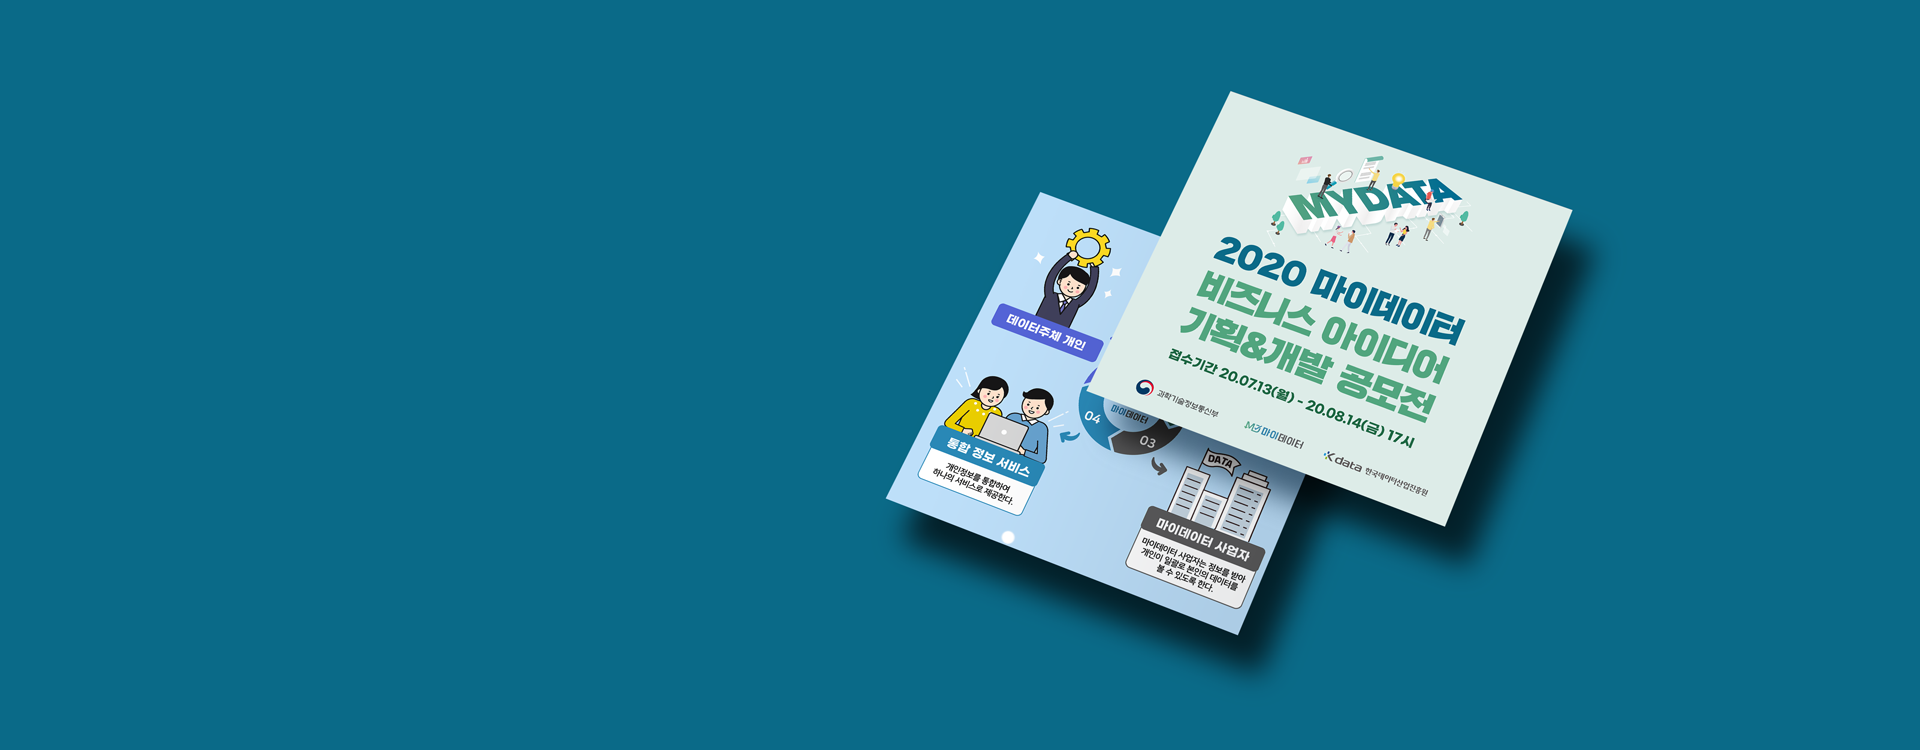 MYDATA
2020 마이데이터
비즈니스 아이디어
기획&개발 공모전
접수기간 20.07.13(월) - 20.08.14(금) 17시
과학기술정보통신부
MY마이데이터
Kdata 한국데이터산업진흥원
데이터주체 개인
마이데이터
04
03
통합 정보 서비스
개인정보를 통합하여
하나의 서비스로 제공한다.
DATA
마이데이터 사업자
마이데이터 사업자는 정보를 받아
개인이 일괄로 본인의 데이터를
볼 수 있도록 한다.